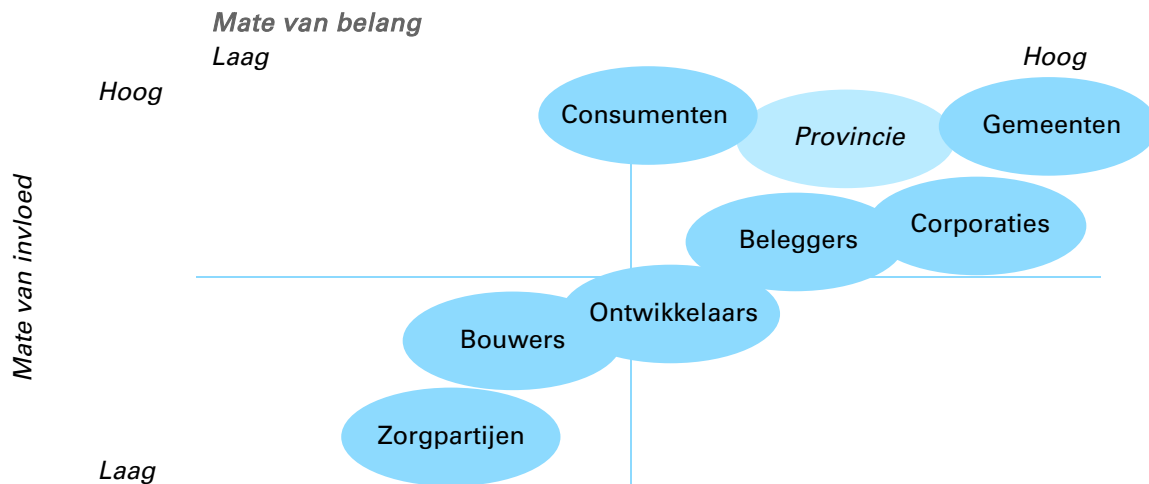 Mate van belang
Laag
Hoog
Hoog
Consumenten
Provincie
Gemeenten
Mate van invloed
Beleggers
Corporaties
Bouwers
Ontwikkelaars
Zorgpartijen
Laag